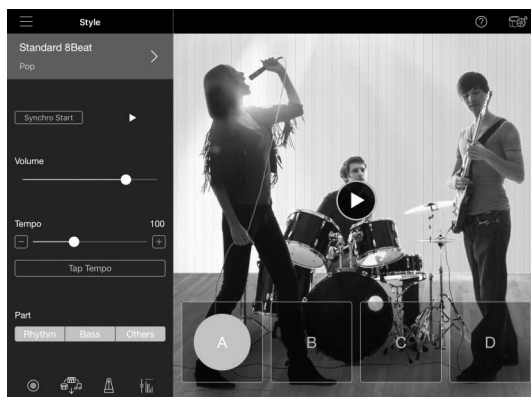 Style
Standard 8Beat
Pop
Synchro Start
Volume
Tempo 100
Tap Tempo
Part
Rhythm Bass Others
A B C D